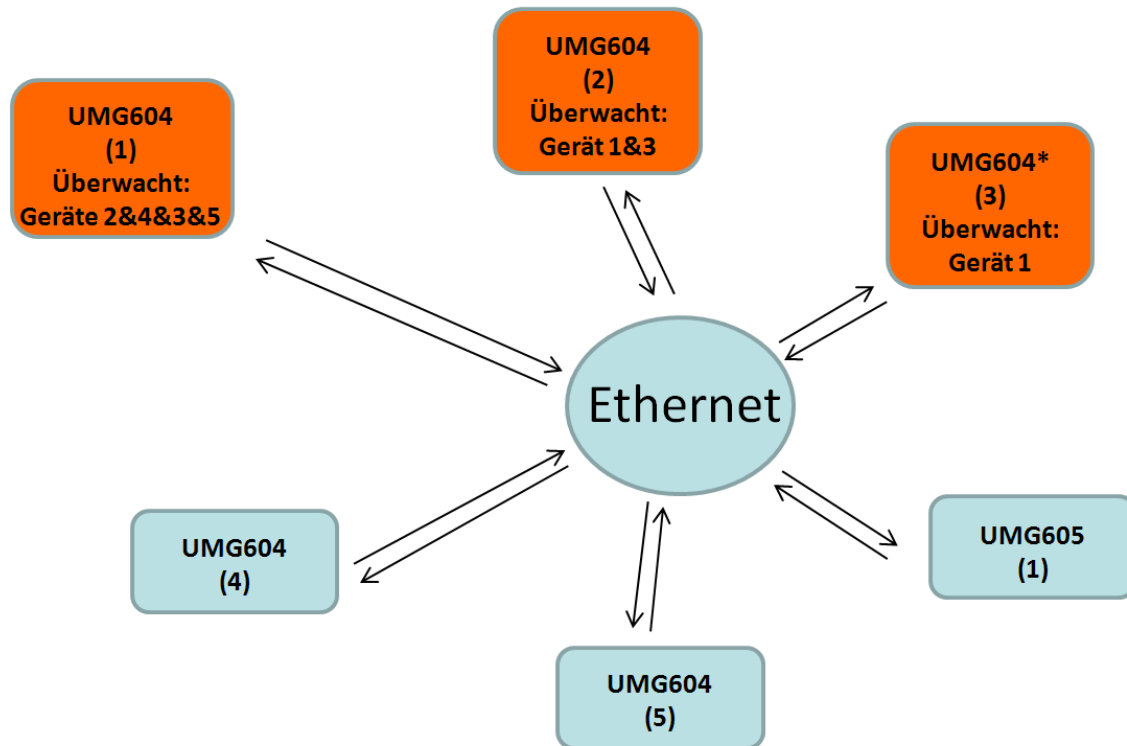 UMG604
(1)
Überwacht:
Geräte 2&4&3&5
UMG604
(2)
Überwacht:
Gerät 1&3
UMG604*
(3)
Überwacht:
Gerät 1
Ethernet
UMG604
(4)
UMG604
(5)
UMG605
(1)